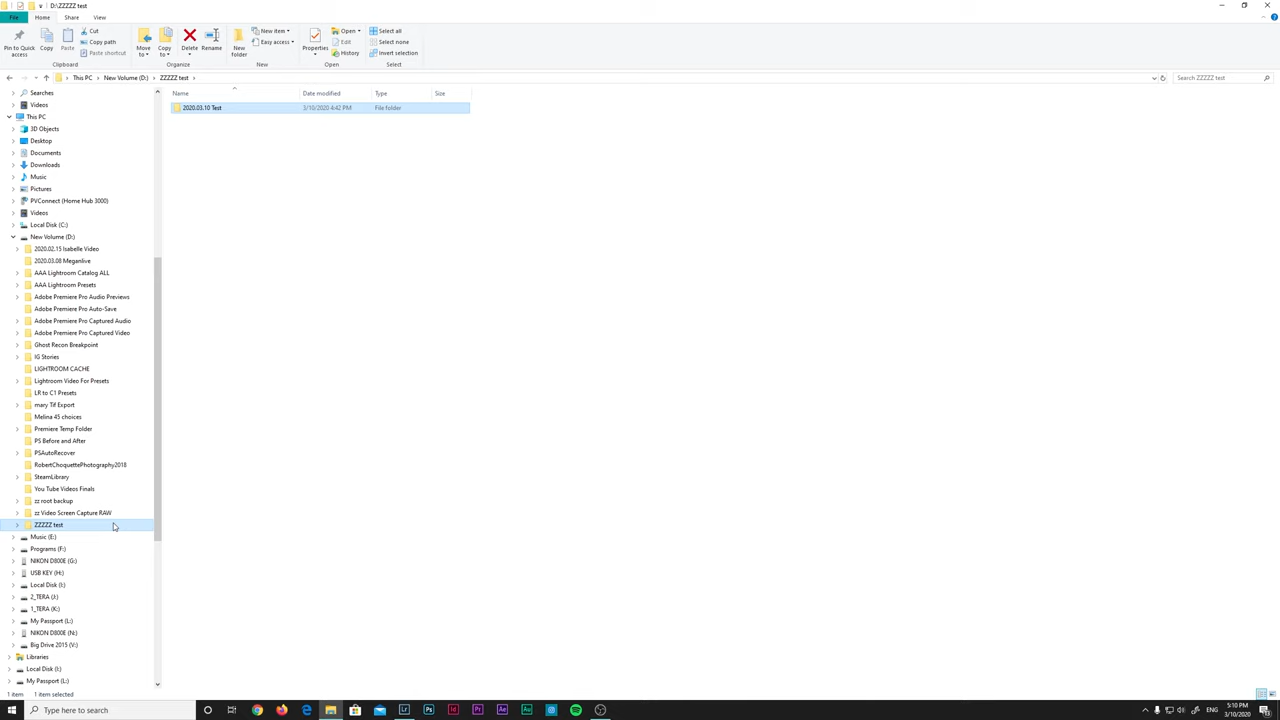 D:\ZZZZZ test
File Home Share View
Pin to Quick access
Copy
Paste
Cut
Copy path
Paste shortcut
Clipboard
Move to
Copy to
Delete
Rename
Organize
New folder
New item
Easy access
New
Properties
Open
Edit
History
Open
Select all
Select none
Invert selection
Select
This PC > New Volume (D:) > ZZZZZ test >
Search ZZZZZ test
Name Date modified Type Size
2020.03.10 Test 3/10/2020 4:42 PM File folder
Searches
Videos
This PC
3D Objects
Desktop
Documents
Downloads
Music
Pictures
PVConnect (Home Hub 3000)
Videos
Local Disk (C:)
New Volume (D:)
2020.02.15 Isabelle Video
2020.03.08 Meganlive
AAA Lightroom Catalog ALL
AAA Lightroom Presets
Adobe Premiere Pro Audio Previews
Adobe Premiere Pro Auto-Save
Adobe Premiere Pro Captured Audio
Adobe Premiere Pro Captured Video
Ghost Recon Breakpoint
IG Stories
LIGHTROOM CACHE
Lightroom Video For Presets
LR to C1 Presets
mary Tif Export
Melina 45 choices
Premiere Temp Folder
PS Before and After
PSAutoRecover
RobertChoquettePhotography2018
SteamLibrary
You Tube Videos Finals
zz root backup
zz Video Screen Capture RAW
ZZZZZ test
Music (E:)
Programs (F:)
NIKON D800E (G:)
USB KEY (H:)
Local Disk (I:)
2_TERA (J:)
1_TERA (K:)
My Passport (L:)
NIKON D800E (N:)
Big Drive 2015 (V:)
Libraries
Local Disk (I:)
My Passport (L:)
1 item 1 item selected
Type here to search
Lr Ps Id Pr Ae Au
ENG
5:10 PM
3/10/2020